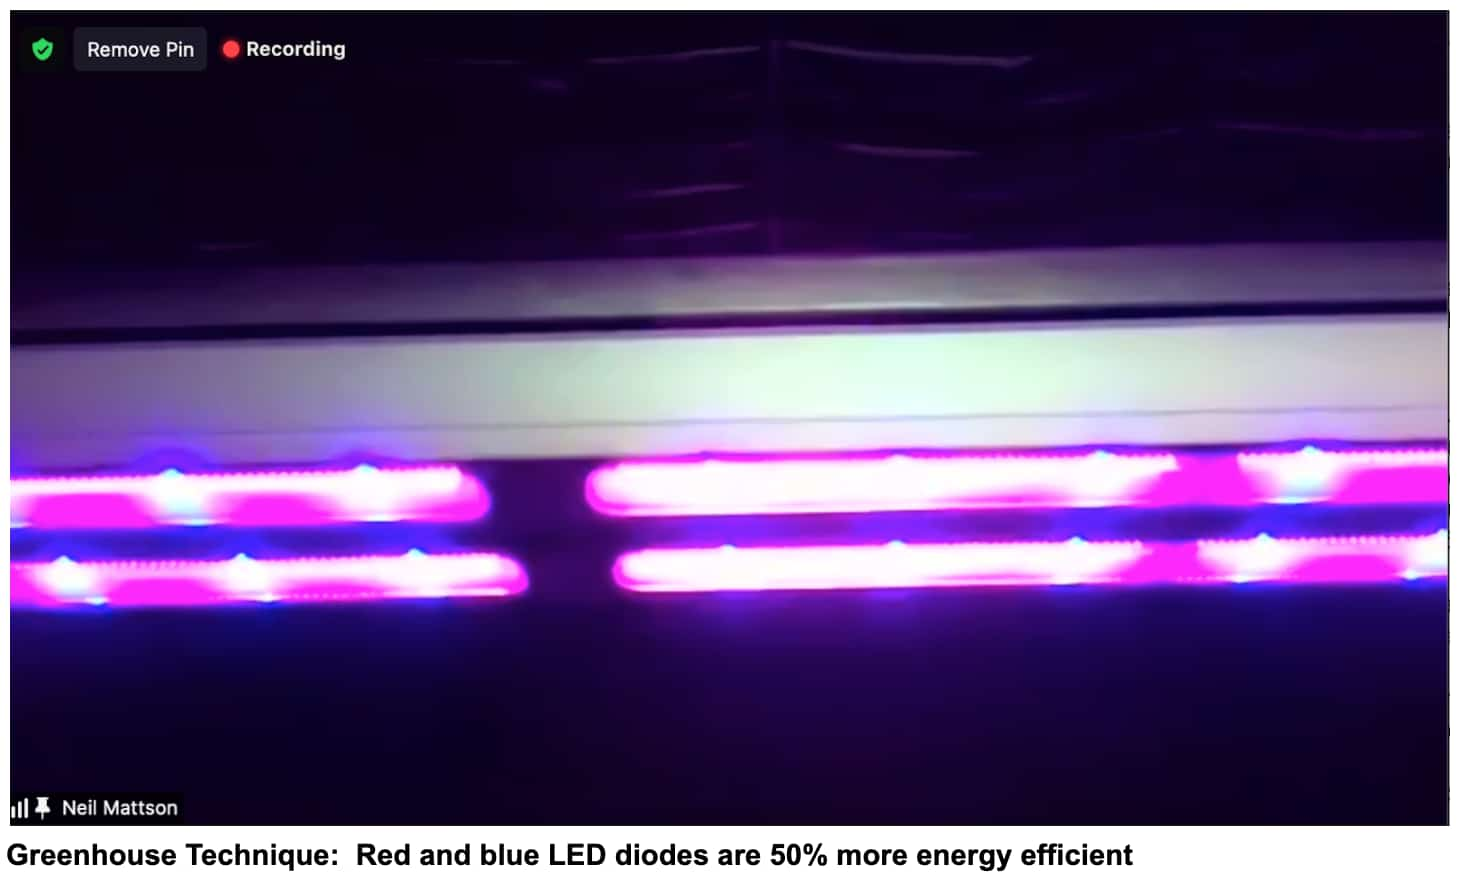 Remove Pin Recording
Neil Mattson
Greenhouse Technique:  Red and blue LED diodes are 50% more energy efficient